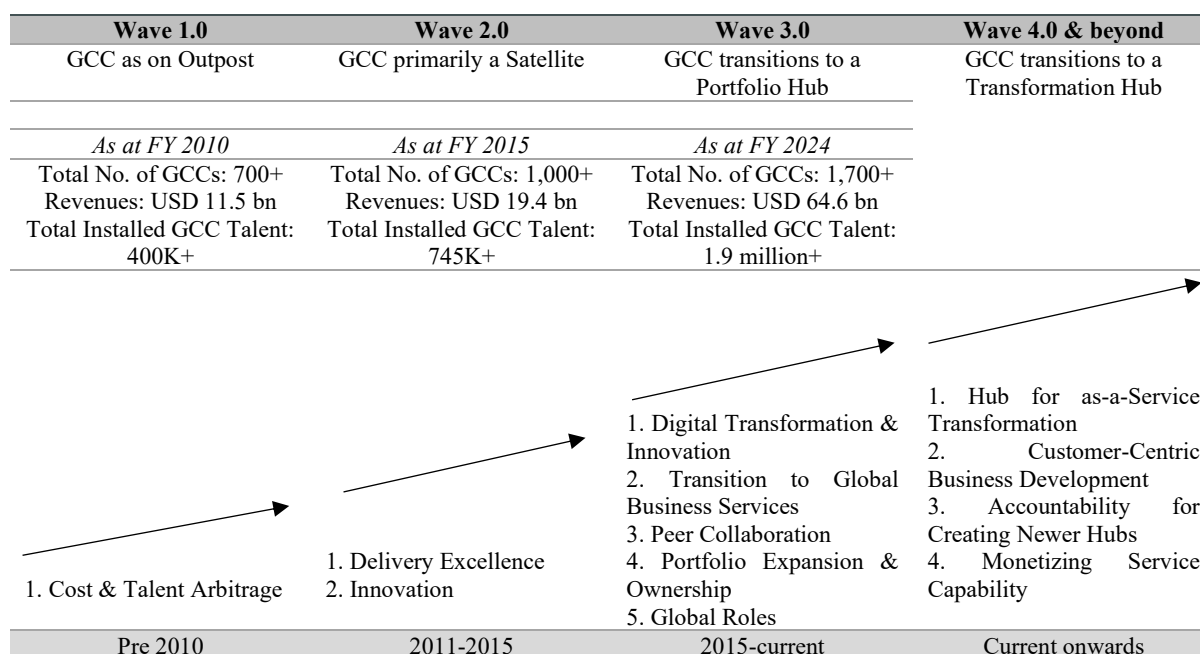 Wave 1.0
Wave 2.0
Wave 3.0
Wave 4.0 & beyond
GCC as on Outpost
GCC primarily a Satellite
GCC transitions to a
Portfolio Hub
GCC transitions to a
Transformation Hub
As at FY 2010
As at FY 2015
As at FY 2024
Total No. of GCCs: 700+
Revenues: USD 11.5 bn
Total Installed GCC Talent:
400K+
Total No. of GCCs: 1,000+
Revenues: USD 19.4 bn
Total Installed GCC Talent:
745K+
Total No. of GCCs: 1,700+
Revenues: USD 64.6 bn
Total Installed GCC Talent:
1.9 million+
1. Cost & Talent Arbitrage
1. Delivery Excellence
2. Innovation
1. Digital Transformation &
Innovation
2. Transition to Global
Business Services
3. Peer Collaboration
4. Portfolio Expansion &
Ownership
5. Global Roles
1. Hub for as-a-Service
Transformation
2. Customer-Centric
Business Development
3. Accountability for
Creating Newer Hubs
4. Monetizing Service
Capability
Pre 2010
2011-2015
2015-current
Current onwards